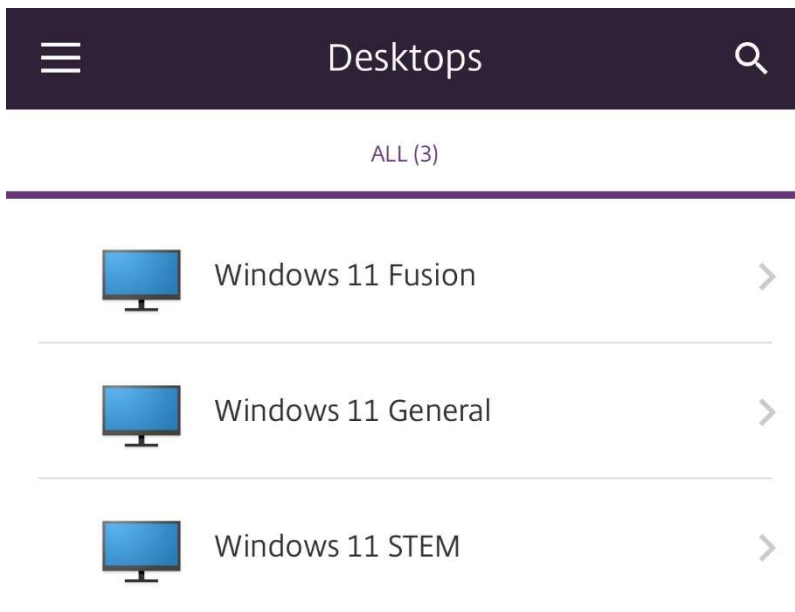 Desktops
ALL (3)
Windows 11 Fusion
Windows 11 General
Windows 11 STEM